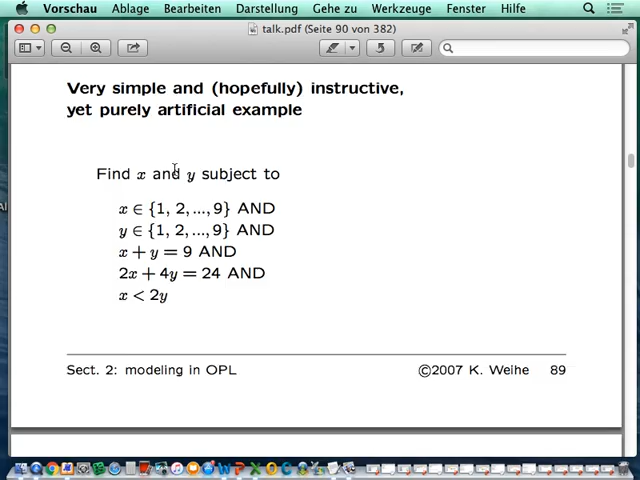 Vorschau Ablage Bearbeiten Darstellung Gehe zu Werkzeuge Fenster Hilfe
talk.pdf (Seite 90 von 382)
Very simple and (hopefully) instructive,
yet purely artificial example
Find x and y subject to
x ∈ {1, 2, ..., 9} AND
y ∈ {1, 2, ..., 9} AND
x + y = 9 AND
2x + 4y = 24 AND
x < 2y
Sect. 2: modeling in OPL ©2007 K. Weihe 89